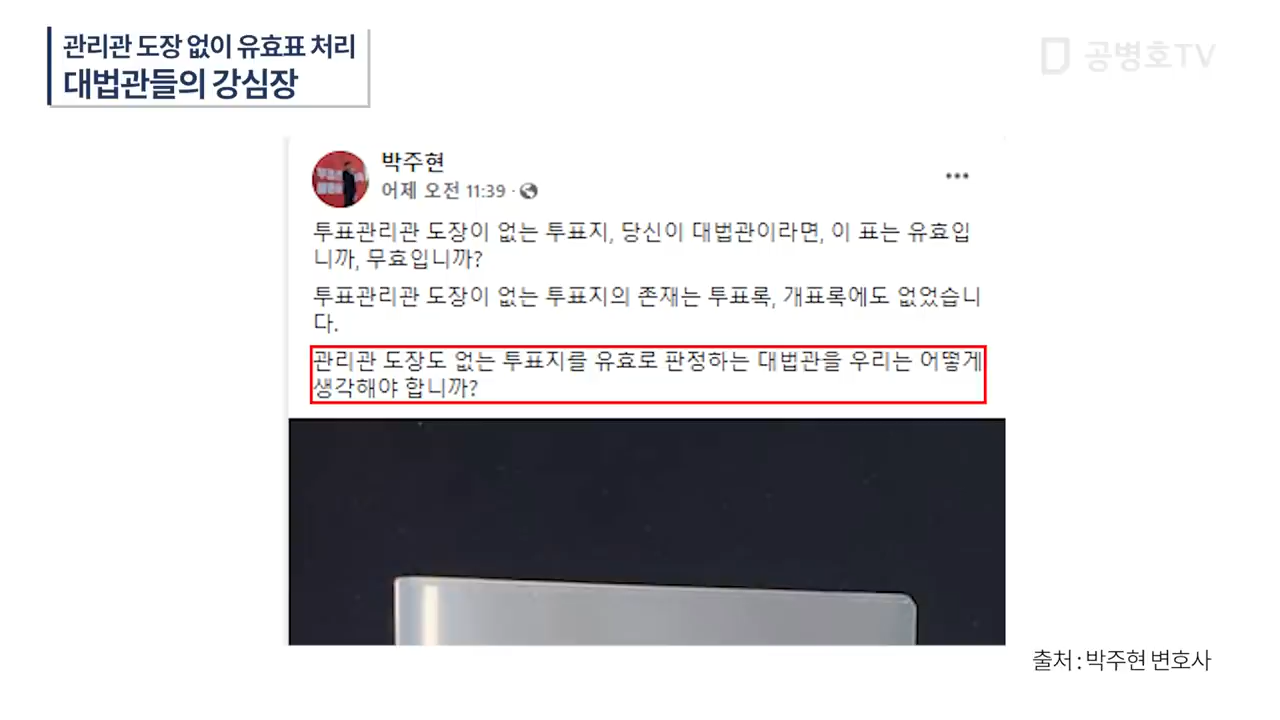 관리관 도장 없이 유효표 처리
대법관들의 강심장
공병호TV
박주현
어제 오전 11:39 ·
투표관리관 도장이 없는 투표지, 당신이 대법관이라면, 이 표는 유효입
니까, 무효입니까?
투표관리관 도장이 없는 투표지의 존재는 투표록, 개표록에도 없었습니
다.
관리관 도장도 없는 투표지를 유효로 판정하는 대법관을 우리는 어떻게
생각해야 합니까?
출처 : 박주현 변호사